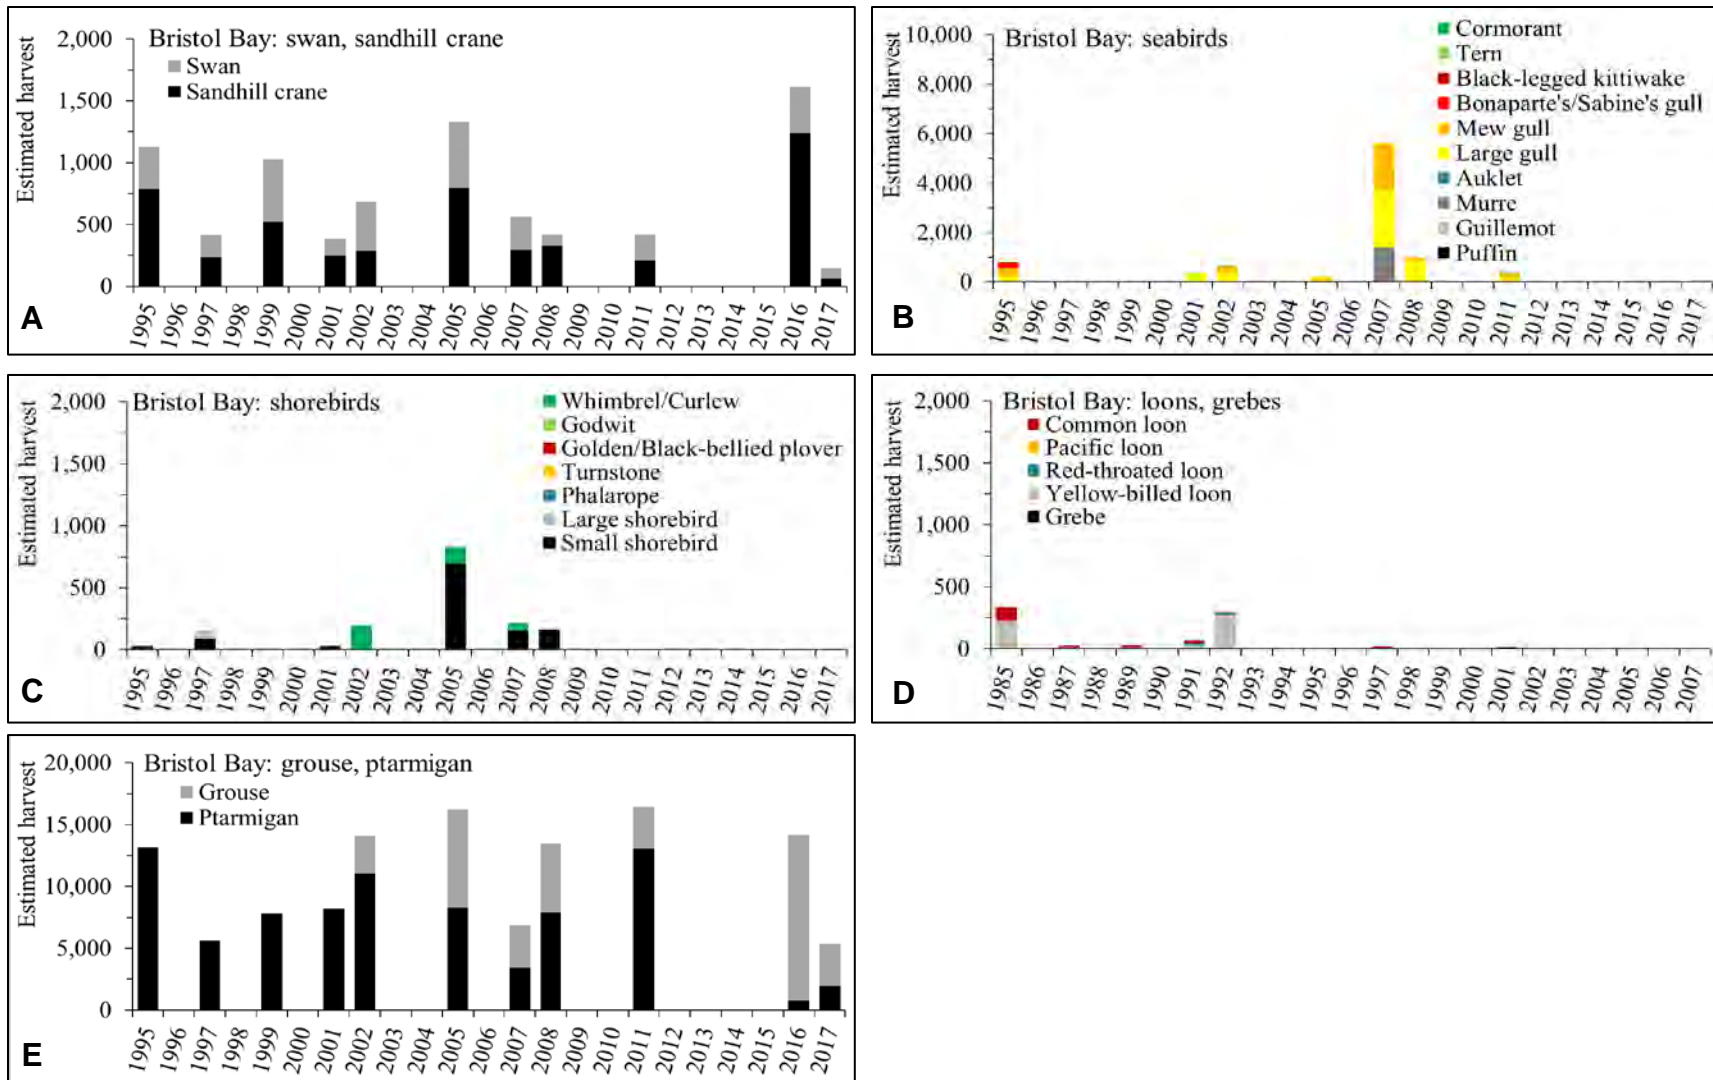 Bristol Bay: swan, sandhill crane
Swan
Sandhill crane
Estimated harvest
2,000
1,500
1,000
500
0
1995 1996 1997 1998 1999 2000 2001 2002 2003 2004 2005 2006 2007 2008 2009 2010 2011 2012 2013 2014 2015 2016 2017
A
Bristol Bay: seabirds
Cormorant
Tern
Black-legged kittiwake
Bonaparte's/Sabine's gull
Mew gull
Large gull
Auklet
Murre
Guillemot
Puffin
Estimated harvest
10,000
8,000
6,000
4,000
2,000
0
1995 1996 1997 1998 1999 2000 2001 2002 2003 2004 2005 2006 2007 2008 2009 2010 2011 2012 2013 2014 2015 2016 2017
B
Bristol Bay: shorebirds
Whimbrel/Curlew
Godwit
Golden/Black-bellied plover
Turnstone
Phalarope
Large shorebird
Small shorebird
Estimated harvest
2,000
1,500
1,000
500
0
1995 1996 1997 1998 1999 2000 2001 2002 2003 2004 2005 2006 2007 2008 2009 2010 2011 2012 2013 2014 2015 2016 2017
C
Bristol Bay: loons, grebes
Common loon
Pacific loon
Red-throated loon
Yellow-billed loon
Grebe
Estimated harvest
2,000
1,500
1,000
500
0
1985 1986 1987 1988 1989 1990 1991 1992 1993 1994 1995 1996 1997 1998 1999 2000 2001 2002 2003 2004 2005 2006 2007
D
Bristol Bay: grouse, ptarmigan
Grouse
Ptarmigan
Estimated harvest
20,000
15,000
10,000
5,000
0
1995 1996 1997 1998 1999 2000 2001 2002 2003 2004 2005 2006 2007 2008 2009 2010 2011 2012 2013 2014 2015 2016 2017
E